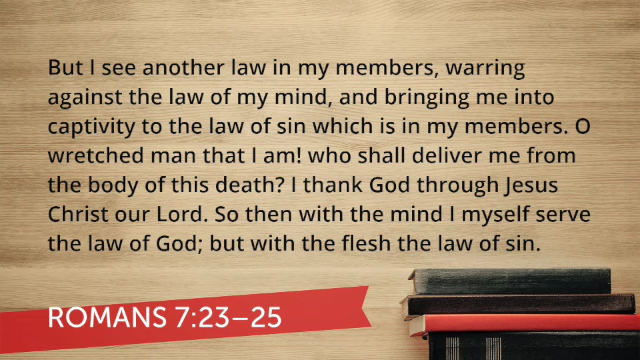 But I see another law in my members, warring
against the law of my mind, and bringing me into
captivity to the law of sin which is in my members. O
wretched man that I am! who shall deliver me from
the body of this death? I thank God through Jesus
Christ our Lord. So then with the mind I myself serve
the law of God; but with the flesh the law of sin.
ROMANS 7:23–25